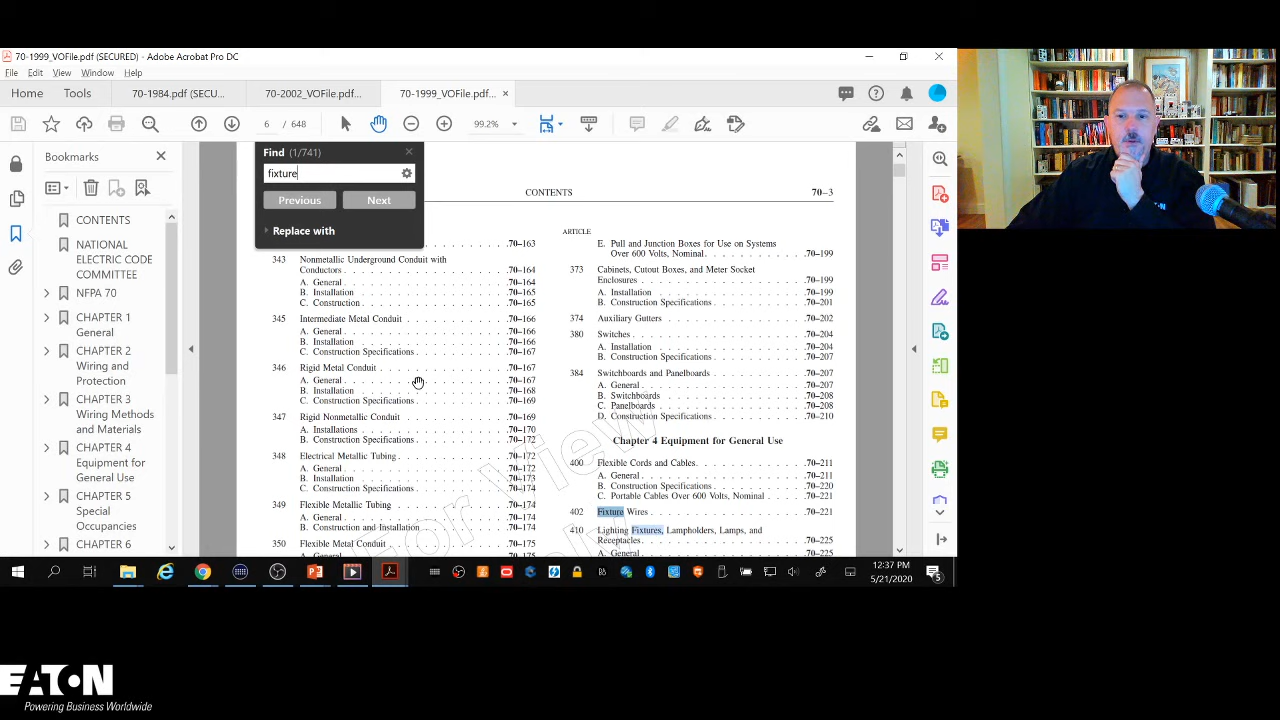 70-1999_VOFile.pdf (SECURED) - Adobe Acrobat Pro DC
File Edit View Window Help
Home Tools 70-1984.pdf (SECU... 70-2002_VOFile.pdf... 70-1999_VOFile.pdf... ×
6 / 648 99.2%
Bookmarks
CONTENTS
NATIONAL
ELECTRIC CODE
COMMITTEE
NFPA 70
CHAPTER 1
General
CHAPTER 2
Wiring and
Protection
CHAPTER 3
Wiring Methods
and Materials
CHAPTER 4
Equipment for
General Use
CHAPTER 5
Special
Occupancies
CHAPTER 6
Find (1/741)
fixture
Previous Next
Replace with
CONTENTS 70–3
. . . . . 70–163
343 Nonmetallic Underground Conduit with
Conductors . . . . . 70–164
A. General . . . . . 70–164
B. Installation . . . . . 70–165
C. Construction . . . . . 70–165
345 Intermediate Metal Conduit . . . . . 70–166
A. General . . . . . 70–166
B. Installation . . . . . 70–166
C. Construction Specifications . . . . . 70–167
346 Rigid Metal Conduit . . . . . 70–167
A. General . . . . . 70–167
B. Installation . . . . . 70–168
C. Construction Specifications . . . . . 70–169
347 Rigid Nonmetallic Conduit . . . . . 70–169
A. Installations . . . . . 70–170
B. Construction Specifications . . . . . 70–172
348 Electrical Metallic Tubing . . . . . 70–172
A. General . . . . . 70–172
B. Installation . . . . . 70–173
C. Construction Specifications . . . . . 70–174
349 Flexible Metallic Tubing . . . . . 70–174
A. General . . . . . 70–174
B. Construction and Installation . . . . . 70–174
350 Flexible Metal Conduit . . . . . 70–175
A. General . . . . . 70–175
ARTICLE
E. Pull and Junction Boxes for Use on Systems
Over 600 Volts, Nominal . . . . . 70–199
373 Cabinets, Cutout Boxes, and Meter Socket
Enclosures . . . . . 70–199
A. Installation . . . . . 70–199
B. Construction Specifications . . . . . 70–201
374 Auxiliary Gutters . . . . . 70–202
380 Switches . . . . . 70–204
A. Installation . . . . . 70–204
B. Construction Specifications . . . . . 70–207
384 Switchboards and Panelboards . . . . . 70–207
A. General . . . . . 70–207
B. Switchboards . . . . . 70–208
C. Panelboards . . . . . 70–208
D. Construction Specifications . . . . . 70–210
Chapter 4 Equipment for General Use
400 Flexible Cords and Cables . . . . . 70–211
A. General . . . . . 70–211
B. Construction Specifications . . . . . 70–220
C. Portable Cables Over 600 Volts, Nominal . . . . . 70–221
402 Fixture Wires . . . . . 70–221
410 Lighting Fixtures, Lampholders, Lamps, and
Receptacles . . . . . 70–225
A. General . . . . . 70–225
For View
12:37 PM
5/21/2020
5
EATON
Powering Business Worldwide